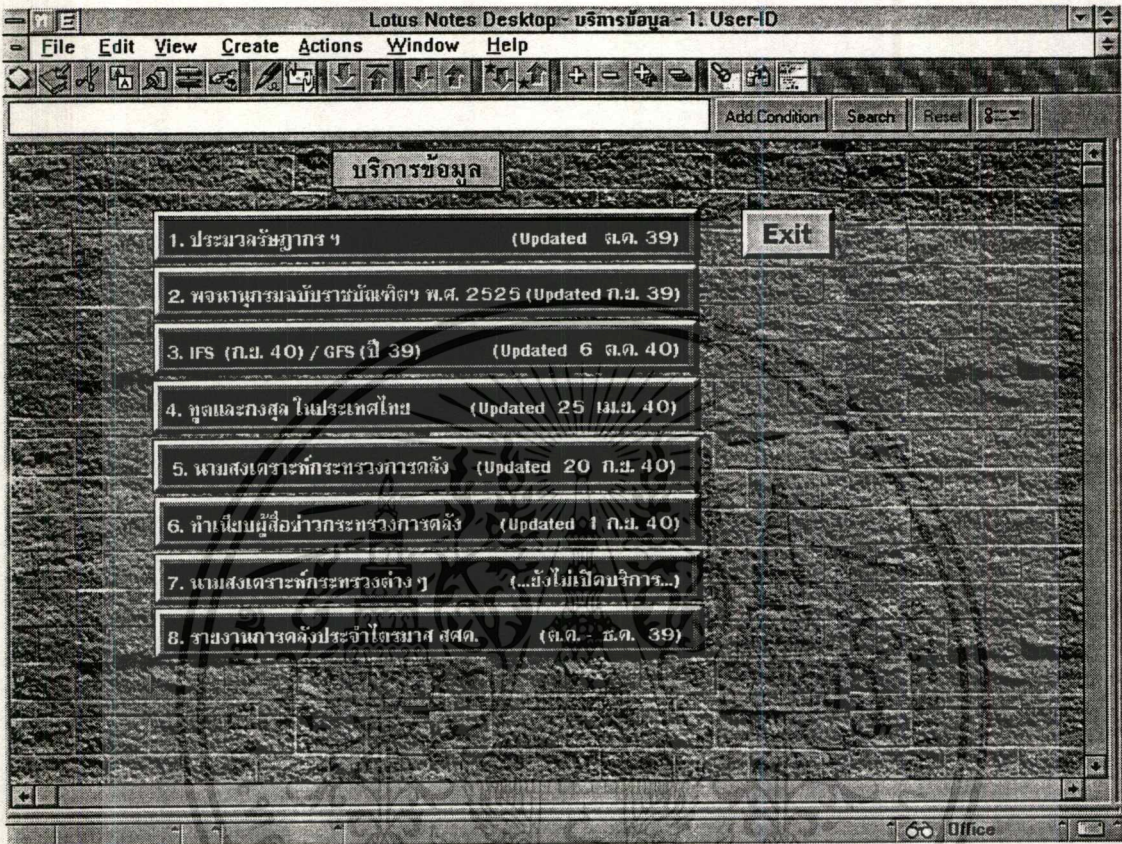 Lotus Notes Desktop - บริการข้อมูล - 1. User-ID
File Edit View Create Actions Window Help
Add Condition Search Reset
บริการข้อมูล
1. ประมวลรัษฎากร ฯ (Updated ต.ค. 39)
Exit
2. พจนานุกรมฉบับราชบัณฑิตฯ พ.ศ. 2525 (Updated ก.ย. 39)
3. IFS (ก.ย. 40) / GFS (ปี 39) (Updated 6 ต.ค. 40)
4. ทูตและกงสุล ในประเทศไทย (Updated 25 เม.ย. 40)
5. นามสงเคราะห์กระทรวงการคลัง (Updated 20 ก.ย. 40)
6. ทำเนียบผู้สื่อข่าวกระทรวงการคลัง (Updated 1 ก.ย. 40)
7. นามสงเคราะห์กระทรวงต่าง ๆ (...ยังไม่เปิดบริการ...)
8. รายงานการคลังประจำไตรมาส สศค. (ต.ค. - ธ.ค. 39)
Office